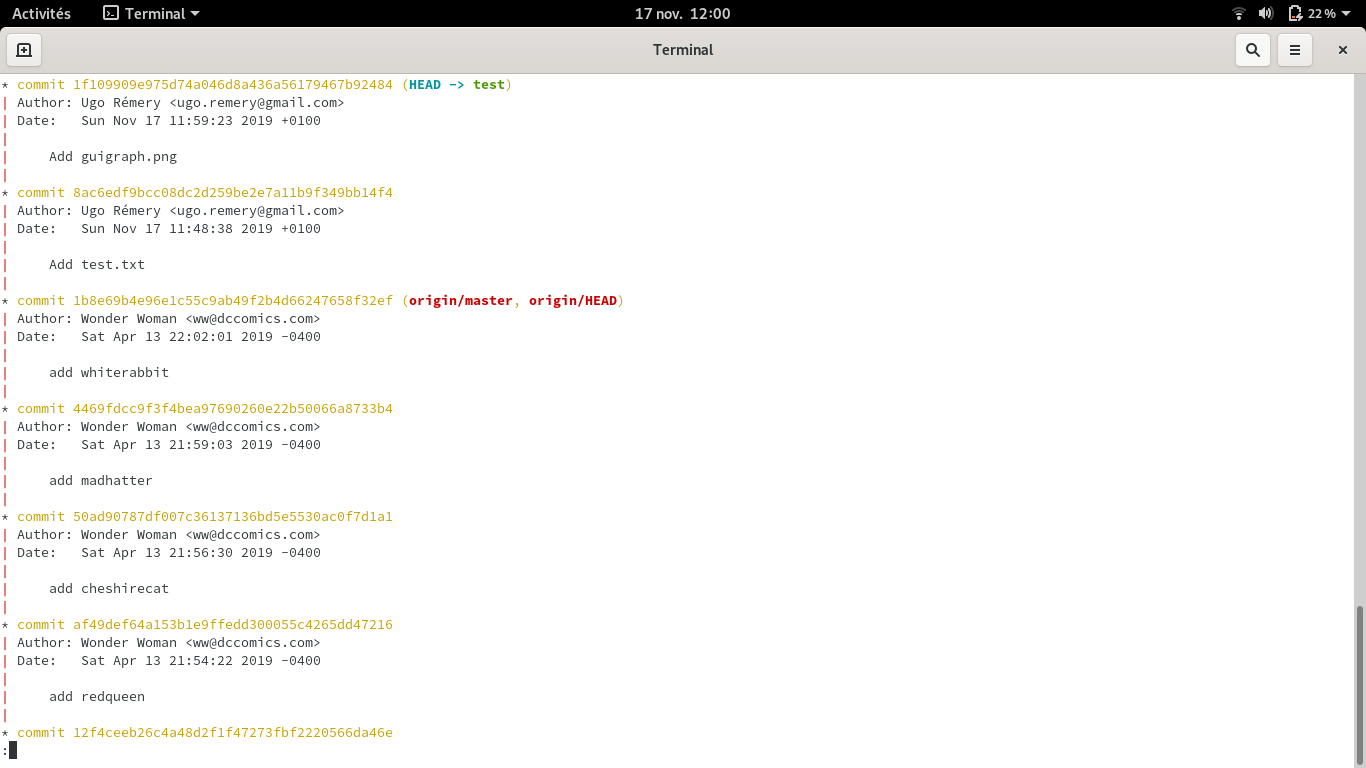 Activités Terminal 17 nov. 12:00 22 %
Terminal
* commit 1f109909e975d74a046d8a436a56179467b92484 (HEAD -> test)
| Author: Ugo Rémery <ugo.remery@gmail.com>
| Date:   Sun Nov 17 11:59:23 2019 +0100
|
|     Add guigraph.png
|
* commit 8ac6edf9bcc08dc2d259be2e7a11b9f349bb14f4
| Author: Ugo Rémery <ugo.remery@gmail.com>
| Date:   Sun Nov 17 11:48:38 2019 +0100
|
|     Add test.txt
|
* commit 1b8e69b4e96e1c55c9ab49f2b4d66247658f32ef (origin/master, origin/HEAD)
| Author: Wonder Woman <ww@dccomics.com>
| Date:   Sat Apr 13 22:02:01 2019 -0400
|
|     add whiterabbit
|
* commit 4469fdcc9f3f4bea97690260e22b50066a8733b4
| Author: Wonder Woman <ww@dccomics.com>
| Date:   Sat Apr 13 21:59:03 2019 -0400
|
|     add madhatter
|
* commit 50ad90787df007c36137136bd5e5530ac0f7d1a1
| Author: Wonder Woman <ww@dccomics.com>
| Date:   Sat Apr 13 21:56:30 2019 -0400
|
|     add cheshirecat
|
* commit af49def64a153b1e9ffedd300055c4265dd47216
| Author: Wonder Woman <ww@dccomics.com>
| Date:   Sat Apr 13 21:54:22 2019 -0400
|
|     add redqueen
|
* commit 12f4ceeb26c4a48d2f1f47273fbf2220566da46e
: